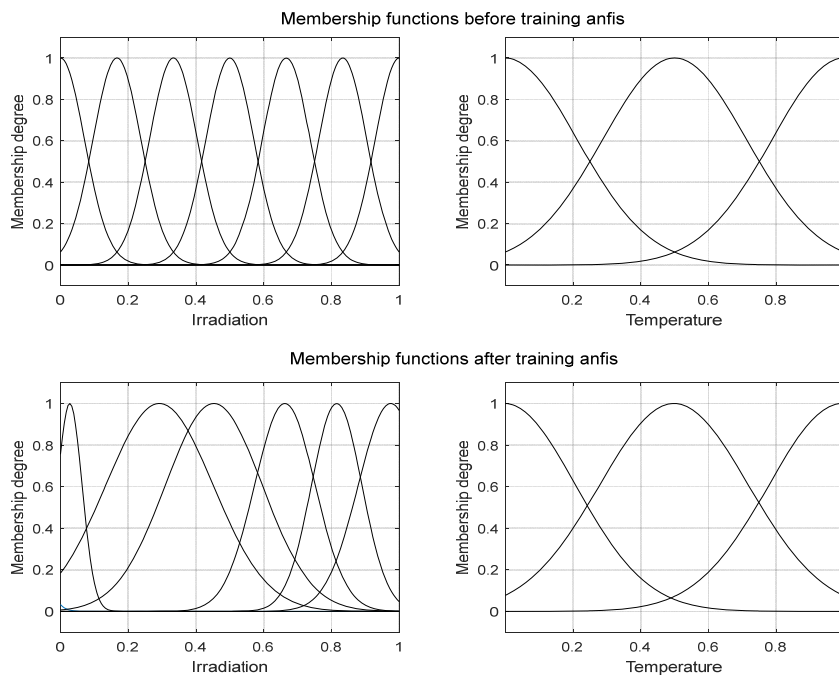 Membership functions before training anfis
Membership degree
1
0.8
0.6
0.4
0.2
0
0 0.2 0.4 0.6 0.8 1
Irradiation
Membership degree
1
0.8
0.6
0.4
0.2
0
0.2 0.4 0.6 0.8
Temperature
Membership functions after training anfis
Membership degree
1
0.8
0.6
0.4
0.2
0
0 0.2 0.4 0.6 0.8 1
Irradiation
Membership degree
1
0.8
0.6
0.4
0.2
0
0.2 0.4 0.6 0.8
Temperature